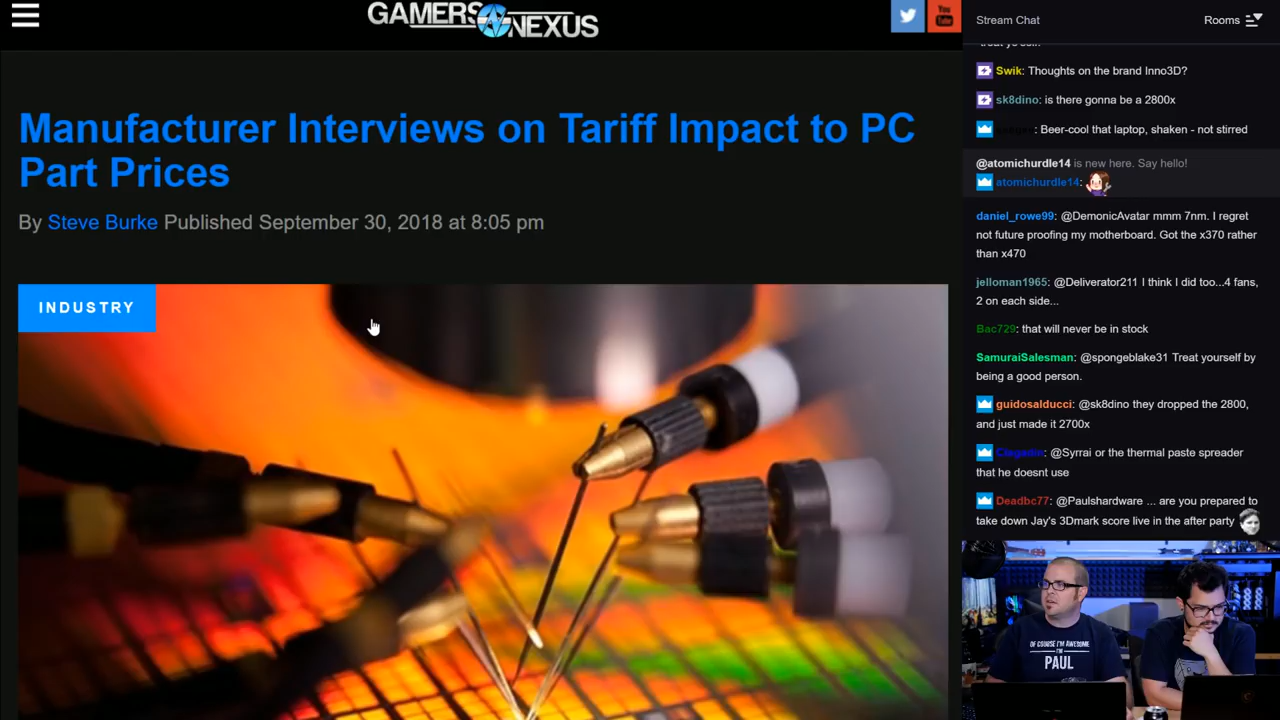 GAMERS NEXUS
You
Tube
Manufacturer Interviews on Tariff Impact to PC
Part Prices
By Steve Burke Published September 30, 2018 at 8:05 pm
INDUSTRY
Stream Chat
Rooms
Swik: Thoughts on the brand Inno3D?
sk8dino: is there gonna be a 2800x
: Beer-cool that laptop, shaken - not stirred
@atomichurdle14 is new here. Say hello!
atomichurdle14:
daniel_rowe99: @DemonicAvatar mmm 7nm. I regret
not future proofing my motherboard. Got the x370 rather
than x470
jelloman1965: @Deliverator211 I think I did too...4 fans,
2 on each side...
Bac729: that will never be in stock
SamuraiSalesman: @spongeblake31 Treat yourself by
being a good person.
guidosalducci: @sk8dino they dropped the 2800,
and just made it 2700x
: @Syrrai or the thermal paste spreader
that he doesnt use
Deadbc77: @Paulshardware ... are you prepared to
take down Jay's 3Dmark score live in the after party
OF COURSE I'M AWESOME
I'M
PAUL